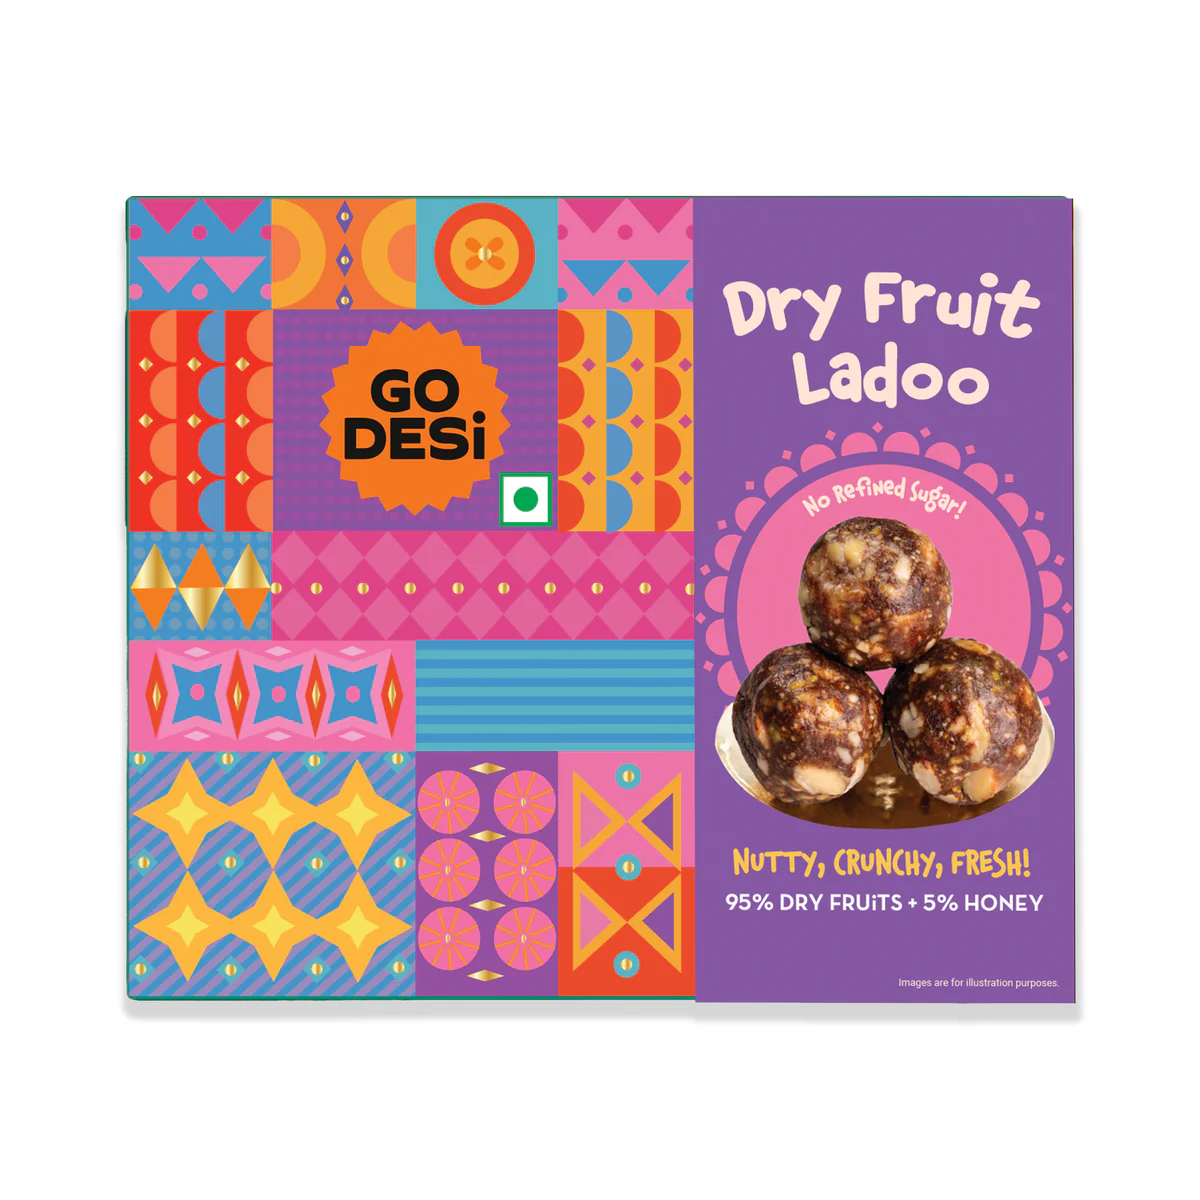 GO
DESi
Dry Fruit
Ladoo
No Refined Sugar!
NUTTY, CRUNCHY, FRESH!
95% DRY FRUiTS + 5% HONEY
Images are for illustration purposes.